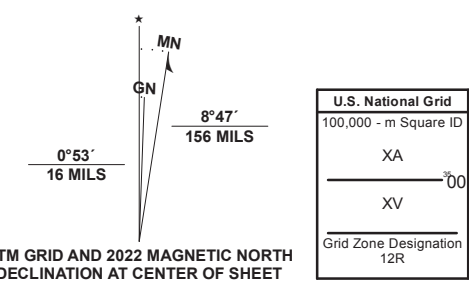 ★
MN
GN
8°47´
156 MILS
0°53´
16 MILS
TM GRID AND 2022 MAGNETIC NORTH
DECLINATION AT CENTER OF SHEET
U.S. National Grid
100,000 - m Square ID
XA
3500
XV
Grid Zone Designation
12R